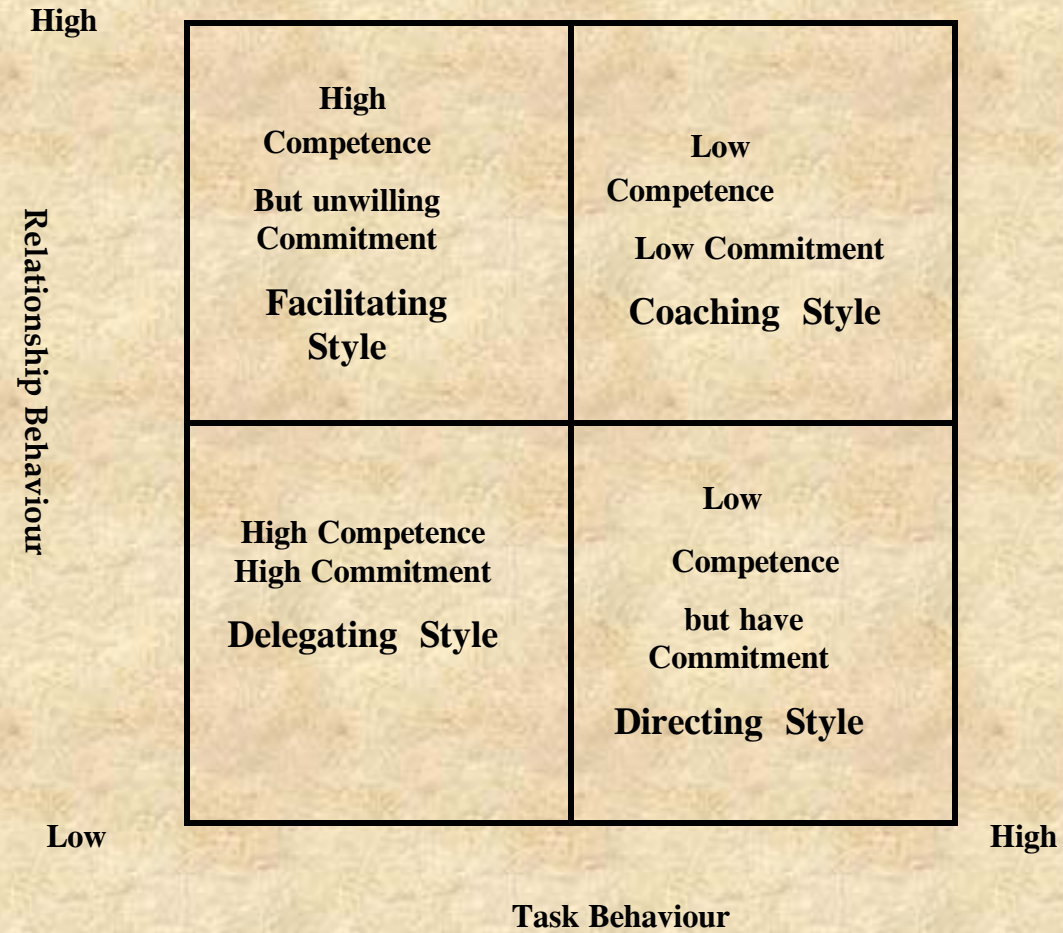 High
High
Competence
But unwilling
Commitment
Facilitating
Style
Low
Competence
Low Commitment
Coaching Style
Relationship Behaviour
High Competence
High Commitment
Delegating Style
Low
Competence
but have
Commitment
Directing Style
Low
High
Task Behaviour